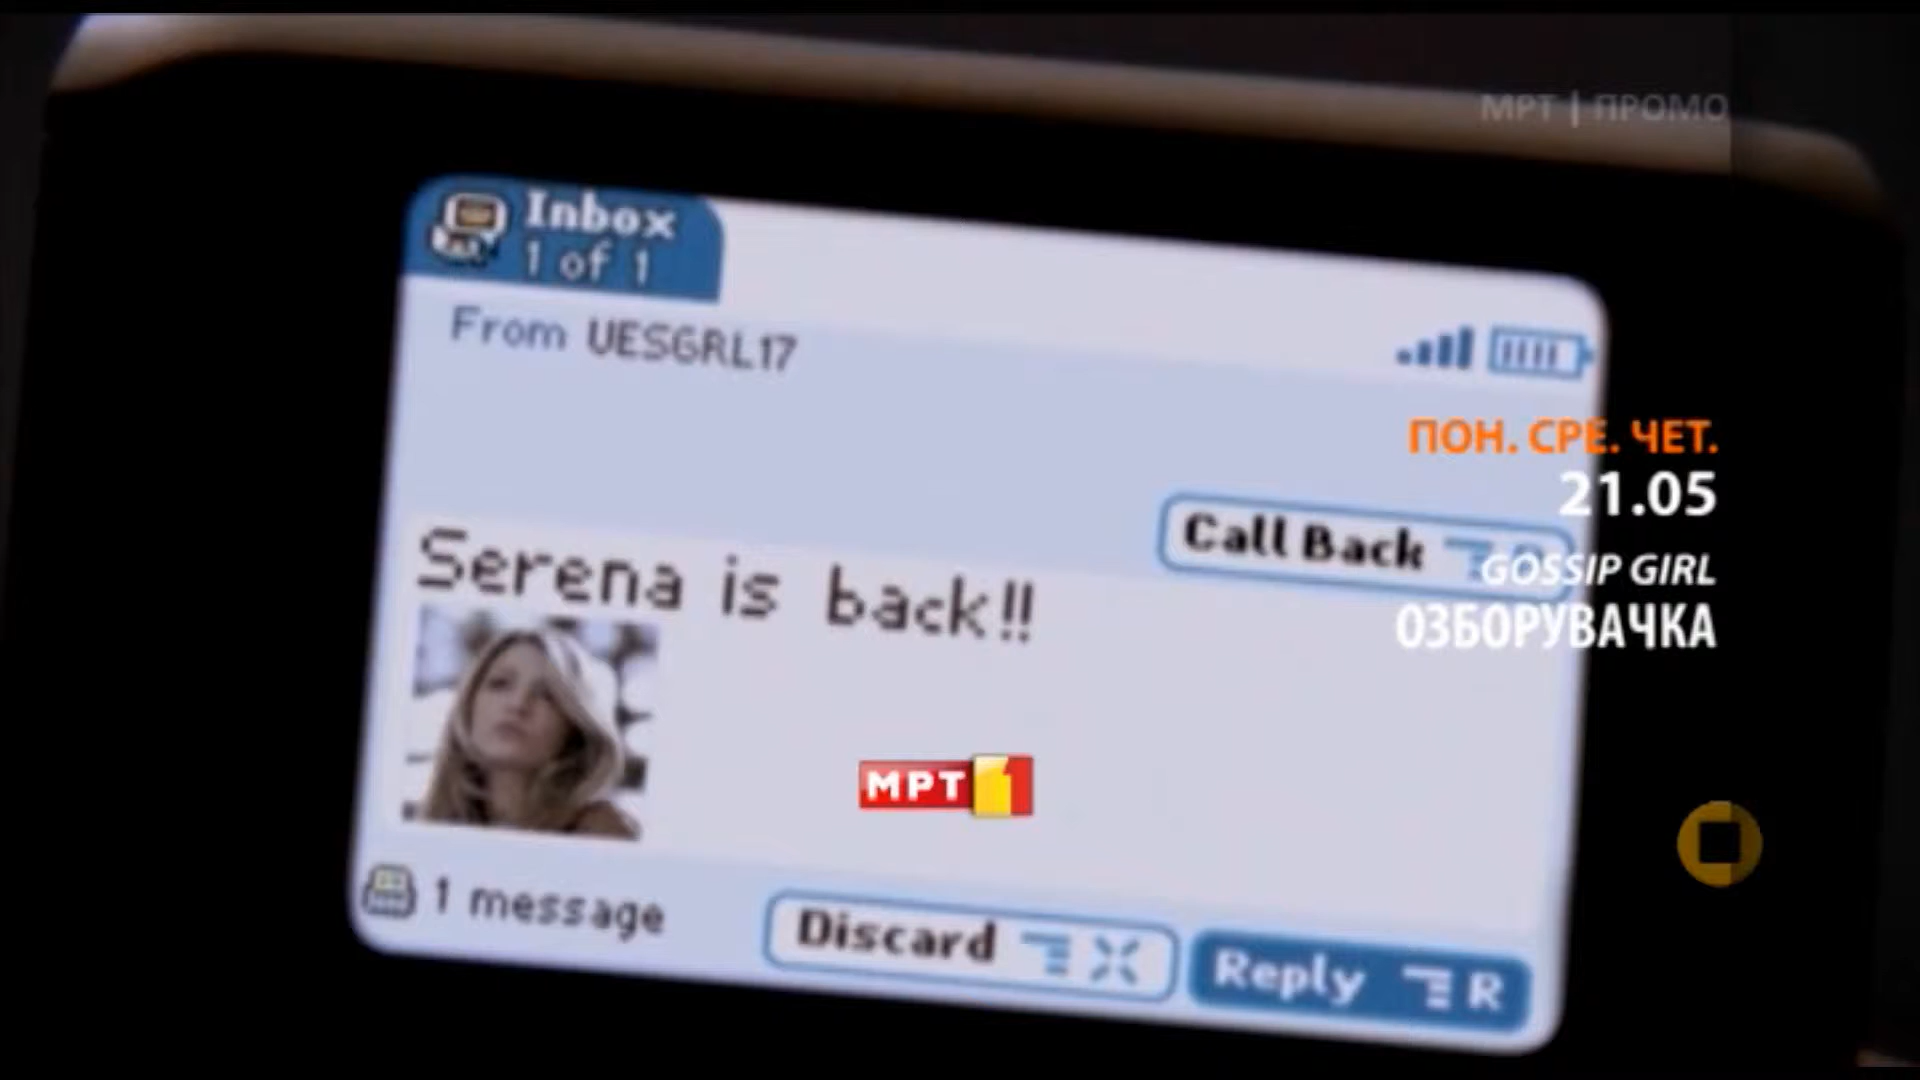 МРТ | ПРОМО
Inbox
1 of 1
From UESGRL17
ПОН. СРЕ. ЧЕТ.
21.05
Call Back
GOSSIP GIRL
ОЗБОРУВАЧКА
Serena is back!!
МРТ 1
1 message
Discard
Reply R